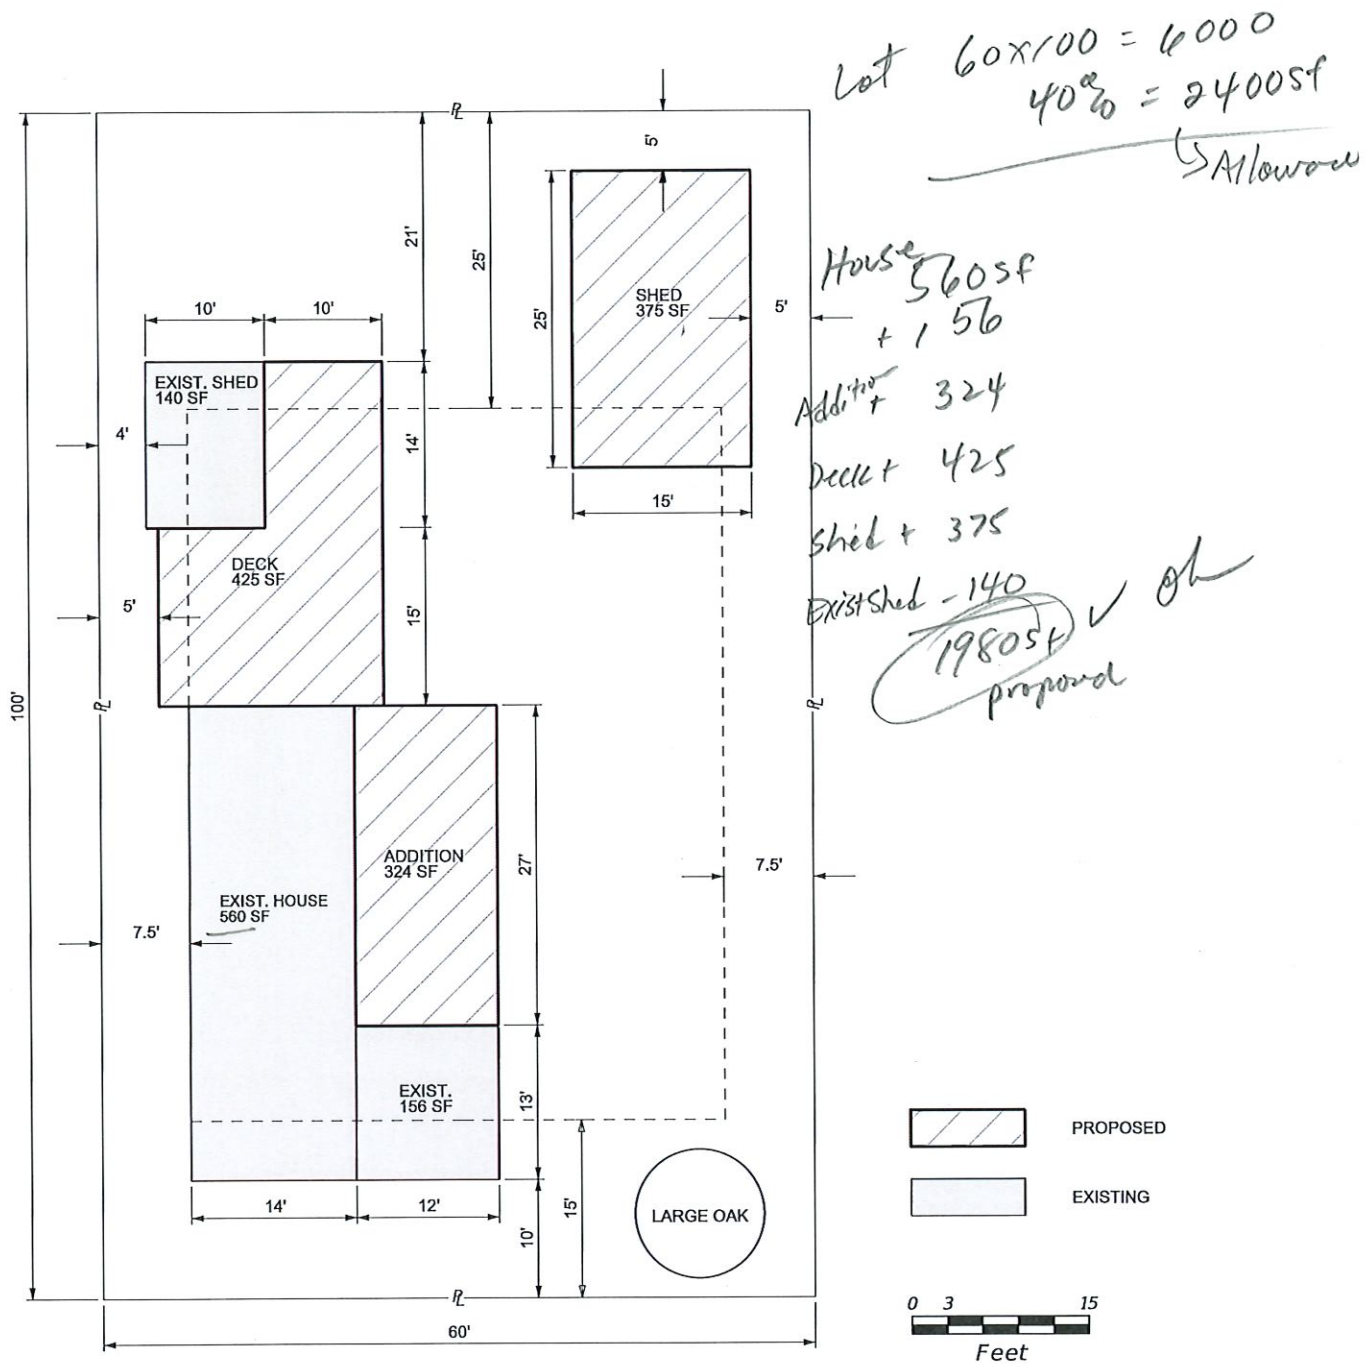 Lot 60x100 = 6000
40% = 2400sf
↳ Allowed
℄
5'
21'
25'
10' 10'
25'
SHED
375 SF
5'
House 560sf
+ 156
EXIST. SHED
140 SF
Addition + 324
4'
14'
Deck + 425
15'
Shed + 375
DECK
425 SF
Exist Shed - 140
5'
15'
1980sf ✓ ok
proposed
100'
ADDITION
324 SF
27'
7.5'
EXIST. HOUSE
560 SF
7.5'
EXIST.
156 SF
13'
PROPOSED
EXISTING
14' 12'
10'
15'
LARGE OAK
60'
0 3 15
Feet